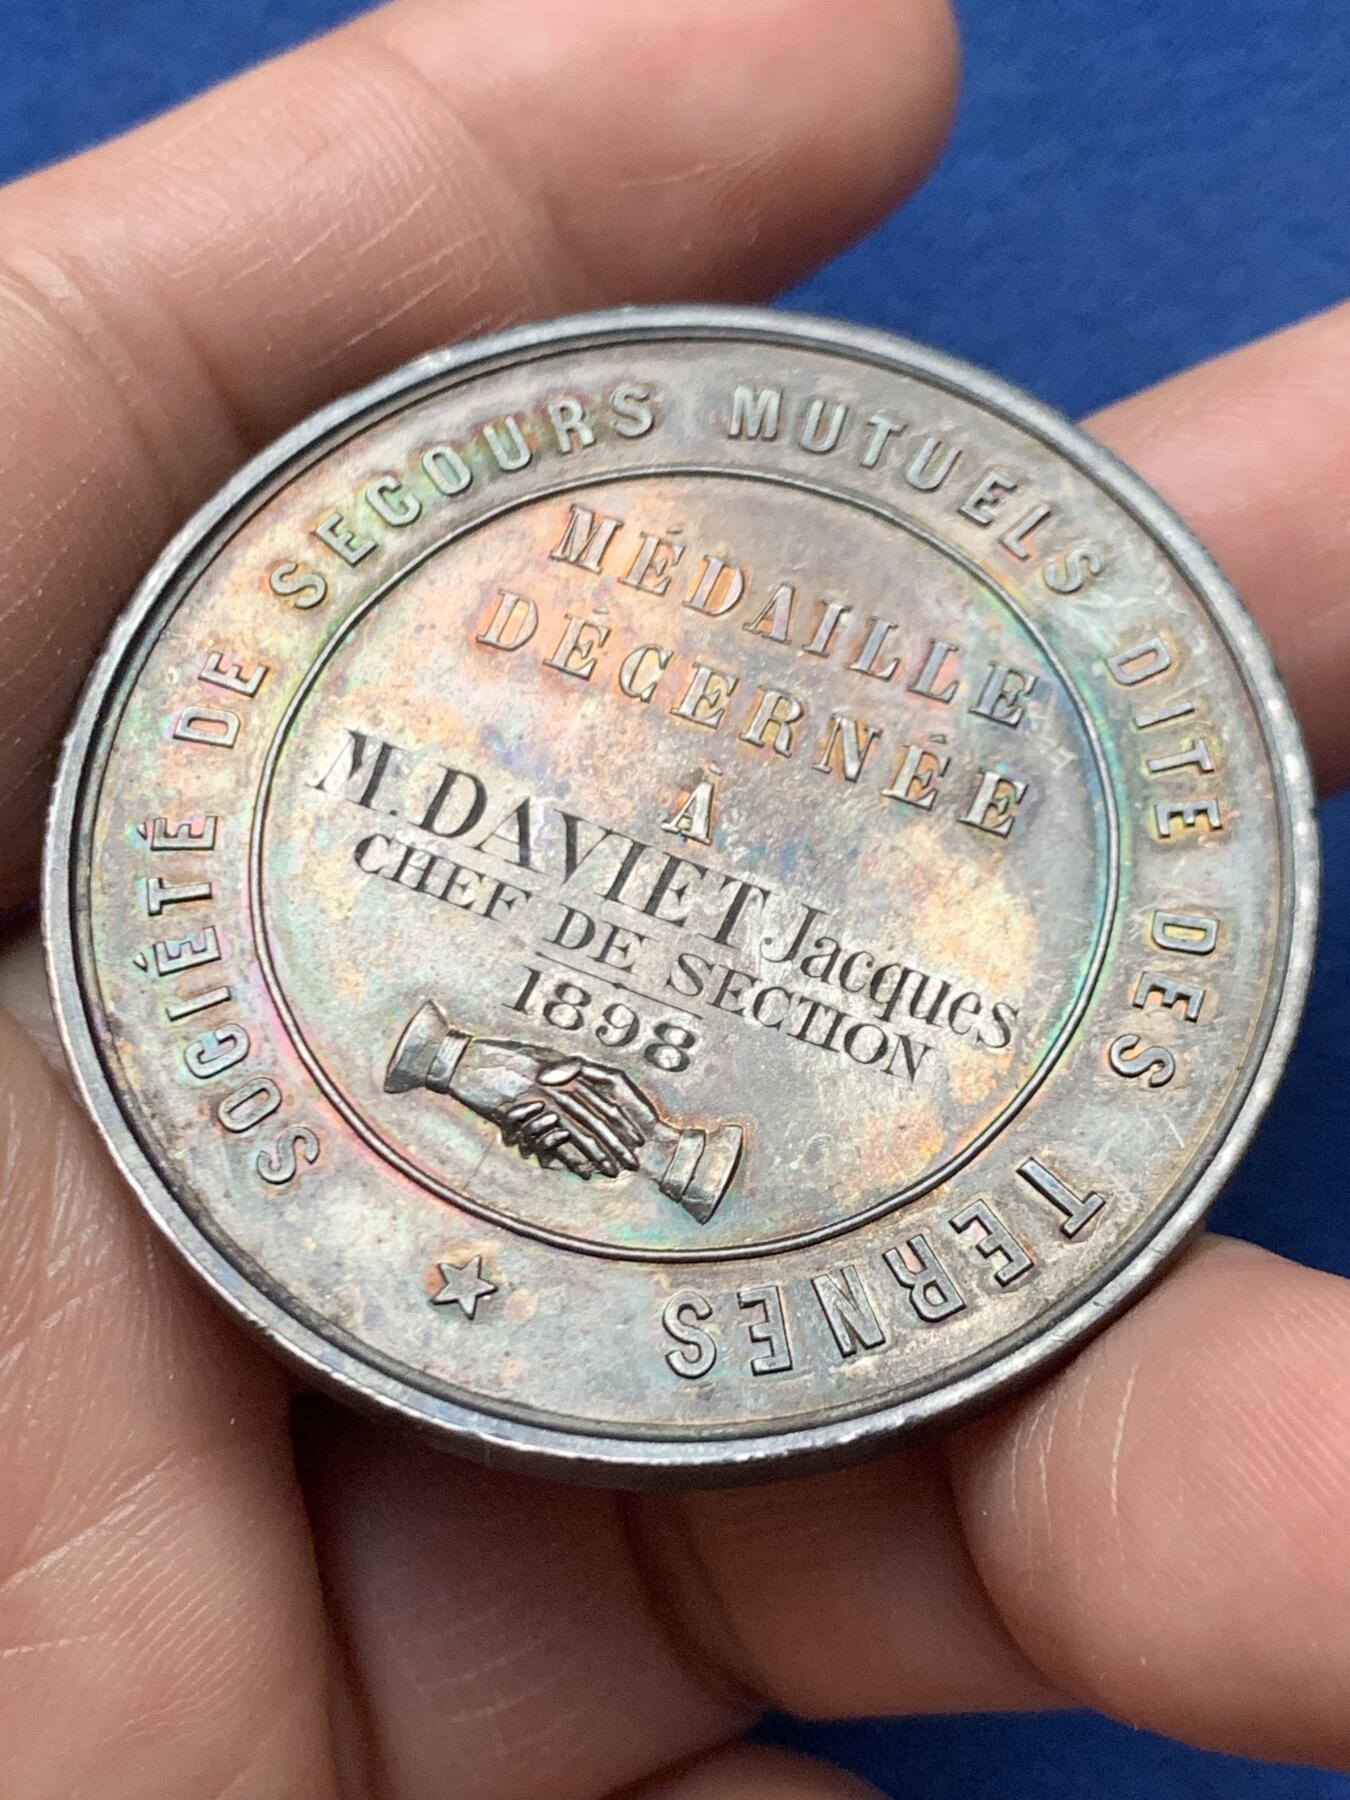 SOCIÉTÉ DE SECOURS MUTUELS DITE DES TERNES
MÉDAILLE
DÉCERNÉE
À
M. DAVIET Jacques
CHEF DE SECTION
1898